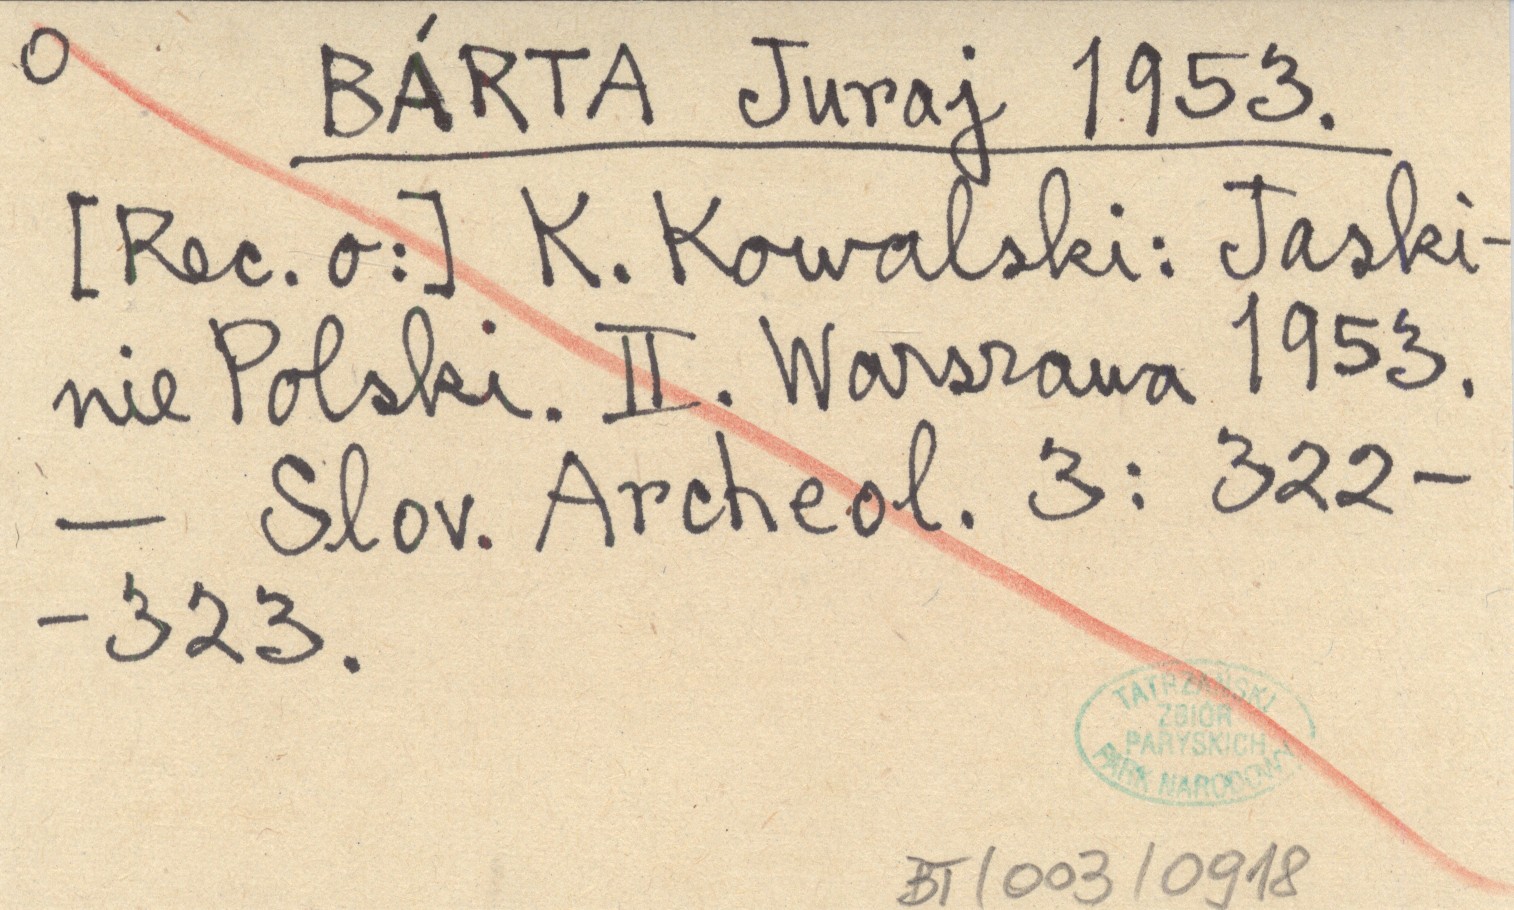 O BÁRTA Juraj 1953.
[Rec. o:] K. Kowalski: Jaski-
nie Polski. II. Warszawa 1953.
— Slov. Archeol. 3: 322-
-323.
TATRZAŃSKI
ZBIÓR
PARYSKICH
PARK NARODOWY
BT/003/0918